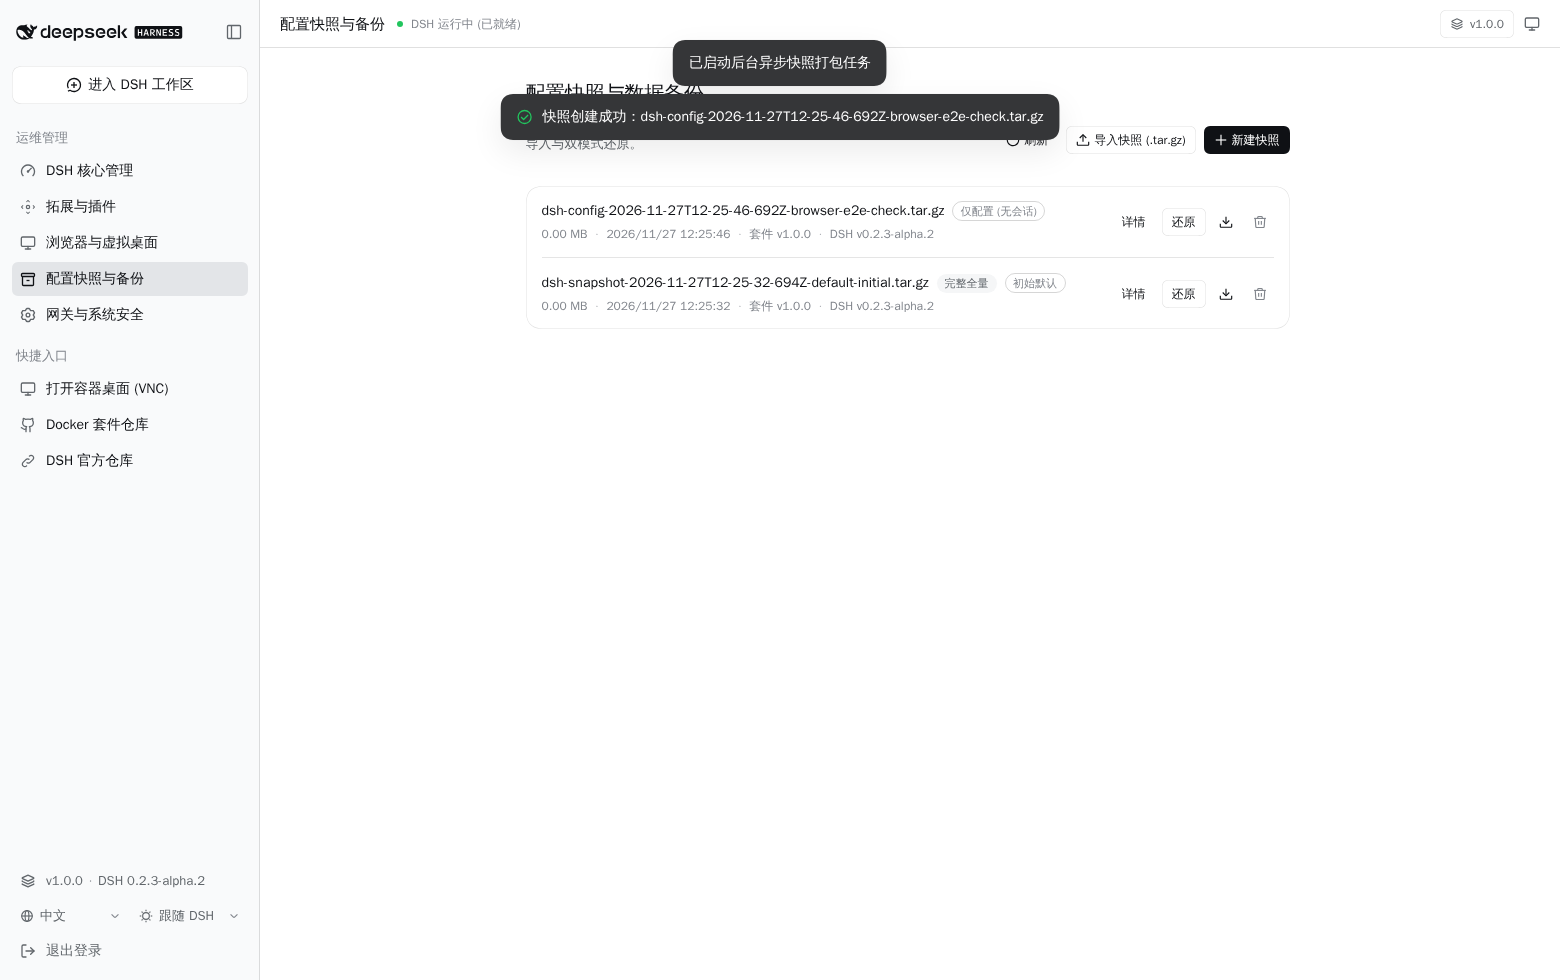 deepseek HARNESS
进入 DSH 工作区
运维管理
DSH 核心管理
拓展与插件
浏览器与虚拟桌面
配置快照与备份
网关与系统安全
快捷入口
打开容器桌面 (VNC)
Docker 套件仓库
DSH 官方仓库
v1.0.0 · DSH 0.2.3-alpha.2
中文
跟随 DSH
退出登录
配置快照与备份
DSH 运行中 (已就绪)
v1.0.0
已启动后台异步快照打包任务
配置快照与数据备份
快照创建成功：dsh-config-2026-11-27T12-25-46-692Z-browser-e2e-check.tar.gz
导入与双模式还原。
刷新
导入快照 (.tar.gz)
新建快照
dsh-config-2026-11-27T12-25-46-692Z-browser-e2e-check.tar.gz 仅配置 (无会话)
0.00 MB · 2026/11/27 12:25:46 · 套件 v1.0.0 · DSH v0.2.3-alpha.2
详情
还原
dsh-snapshot-2026-11-27T12-25-32-694Z-default-initial.tar.gz 完整全量 初始默认
0.00 MB · 2026/11/27 12:25:32 · 套件 v1.0.0 · DSH v0.2.3-alpha.2
详情
还原